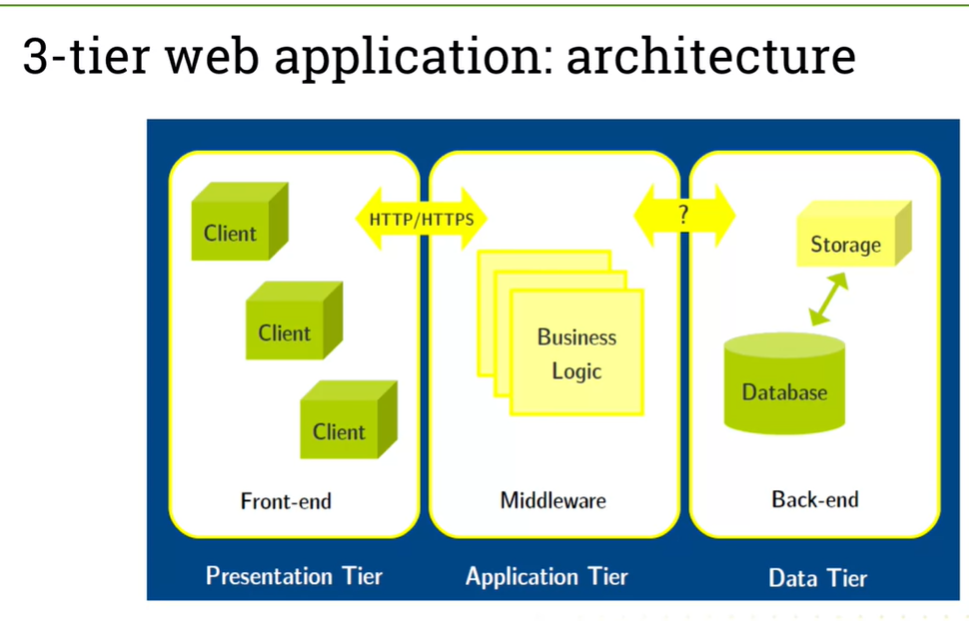 3-tier web application: architecture
Client
Client
Client
Front-end
Presentation Tier
HTTP/HTTPS
Business
Logic
Middleware
Application Tier
?
Storage
Database
Back-end
Data Tier